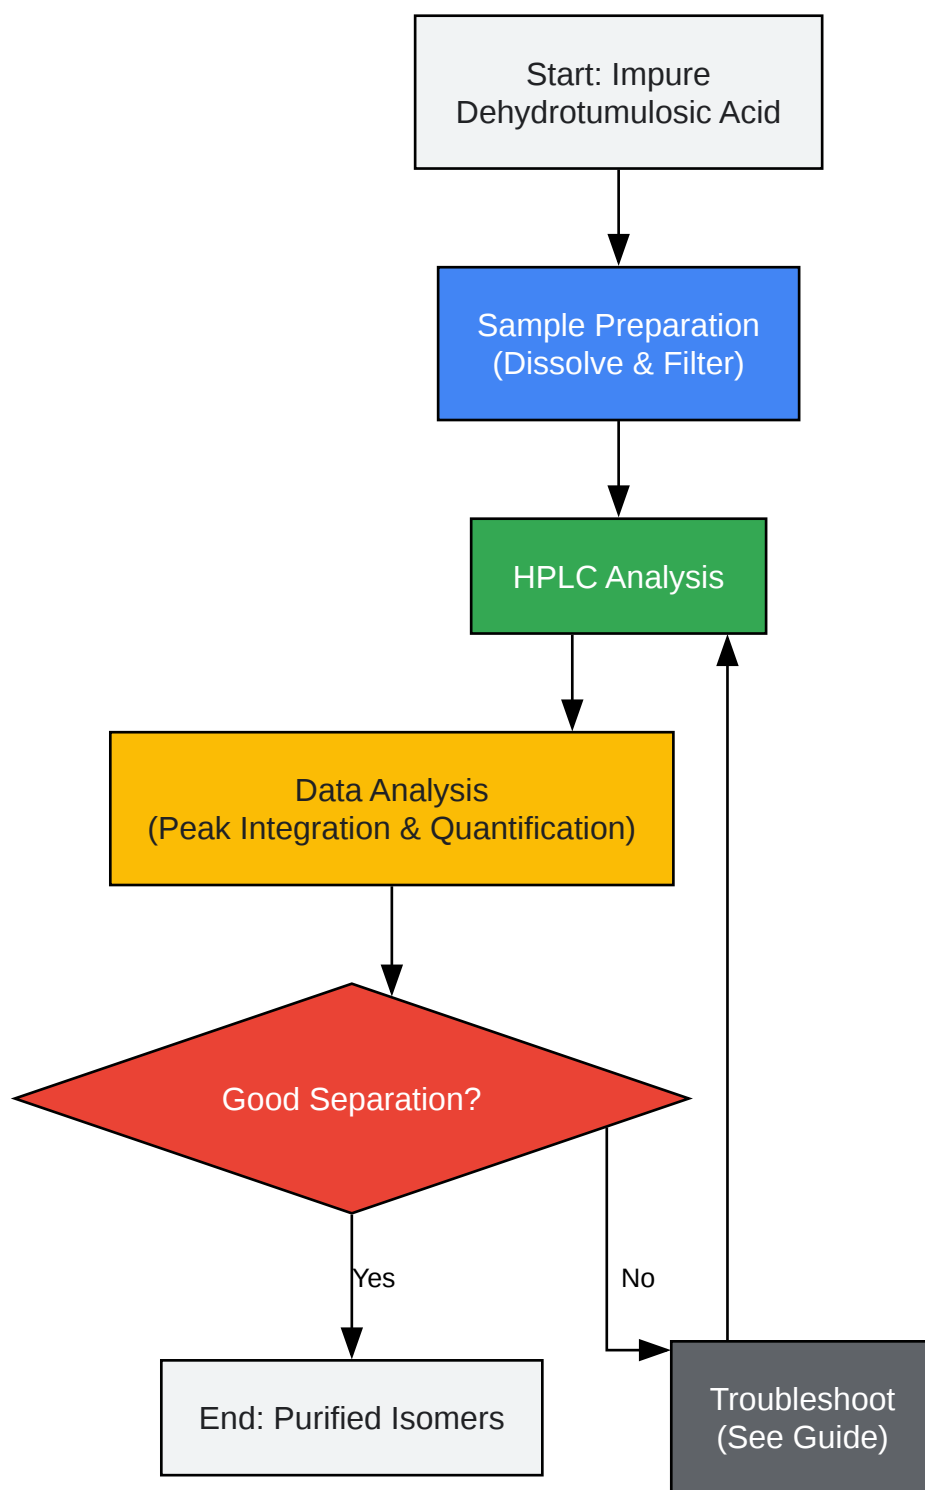 Start: Impure
Dehydrotumulosic Acid
Sample Preparation
(Dissolve & Filter)
HPLC Analysis
Data Analysis
(Peak Integration & Quantification)
Good Separation?
Yes
No
End: Purified Isomers
Troubleshoot
(See Guide)